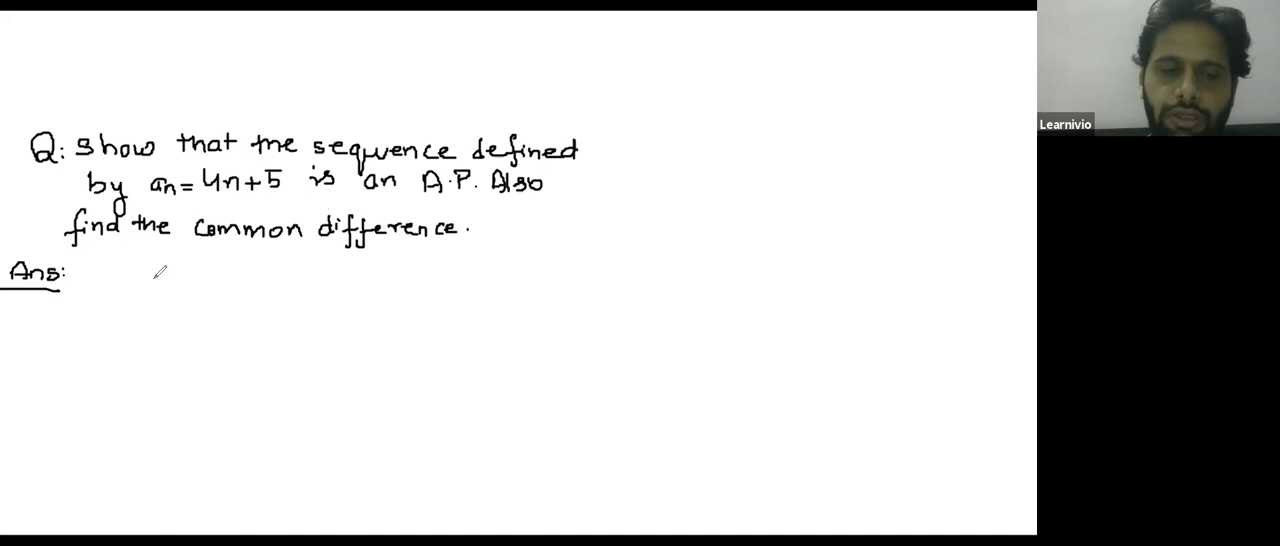 Q: show that the sequence defined
by an = 4n+5 is an A.P. Also
find the common difference.
Ans:
Learnivio